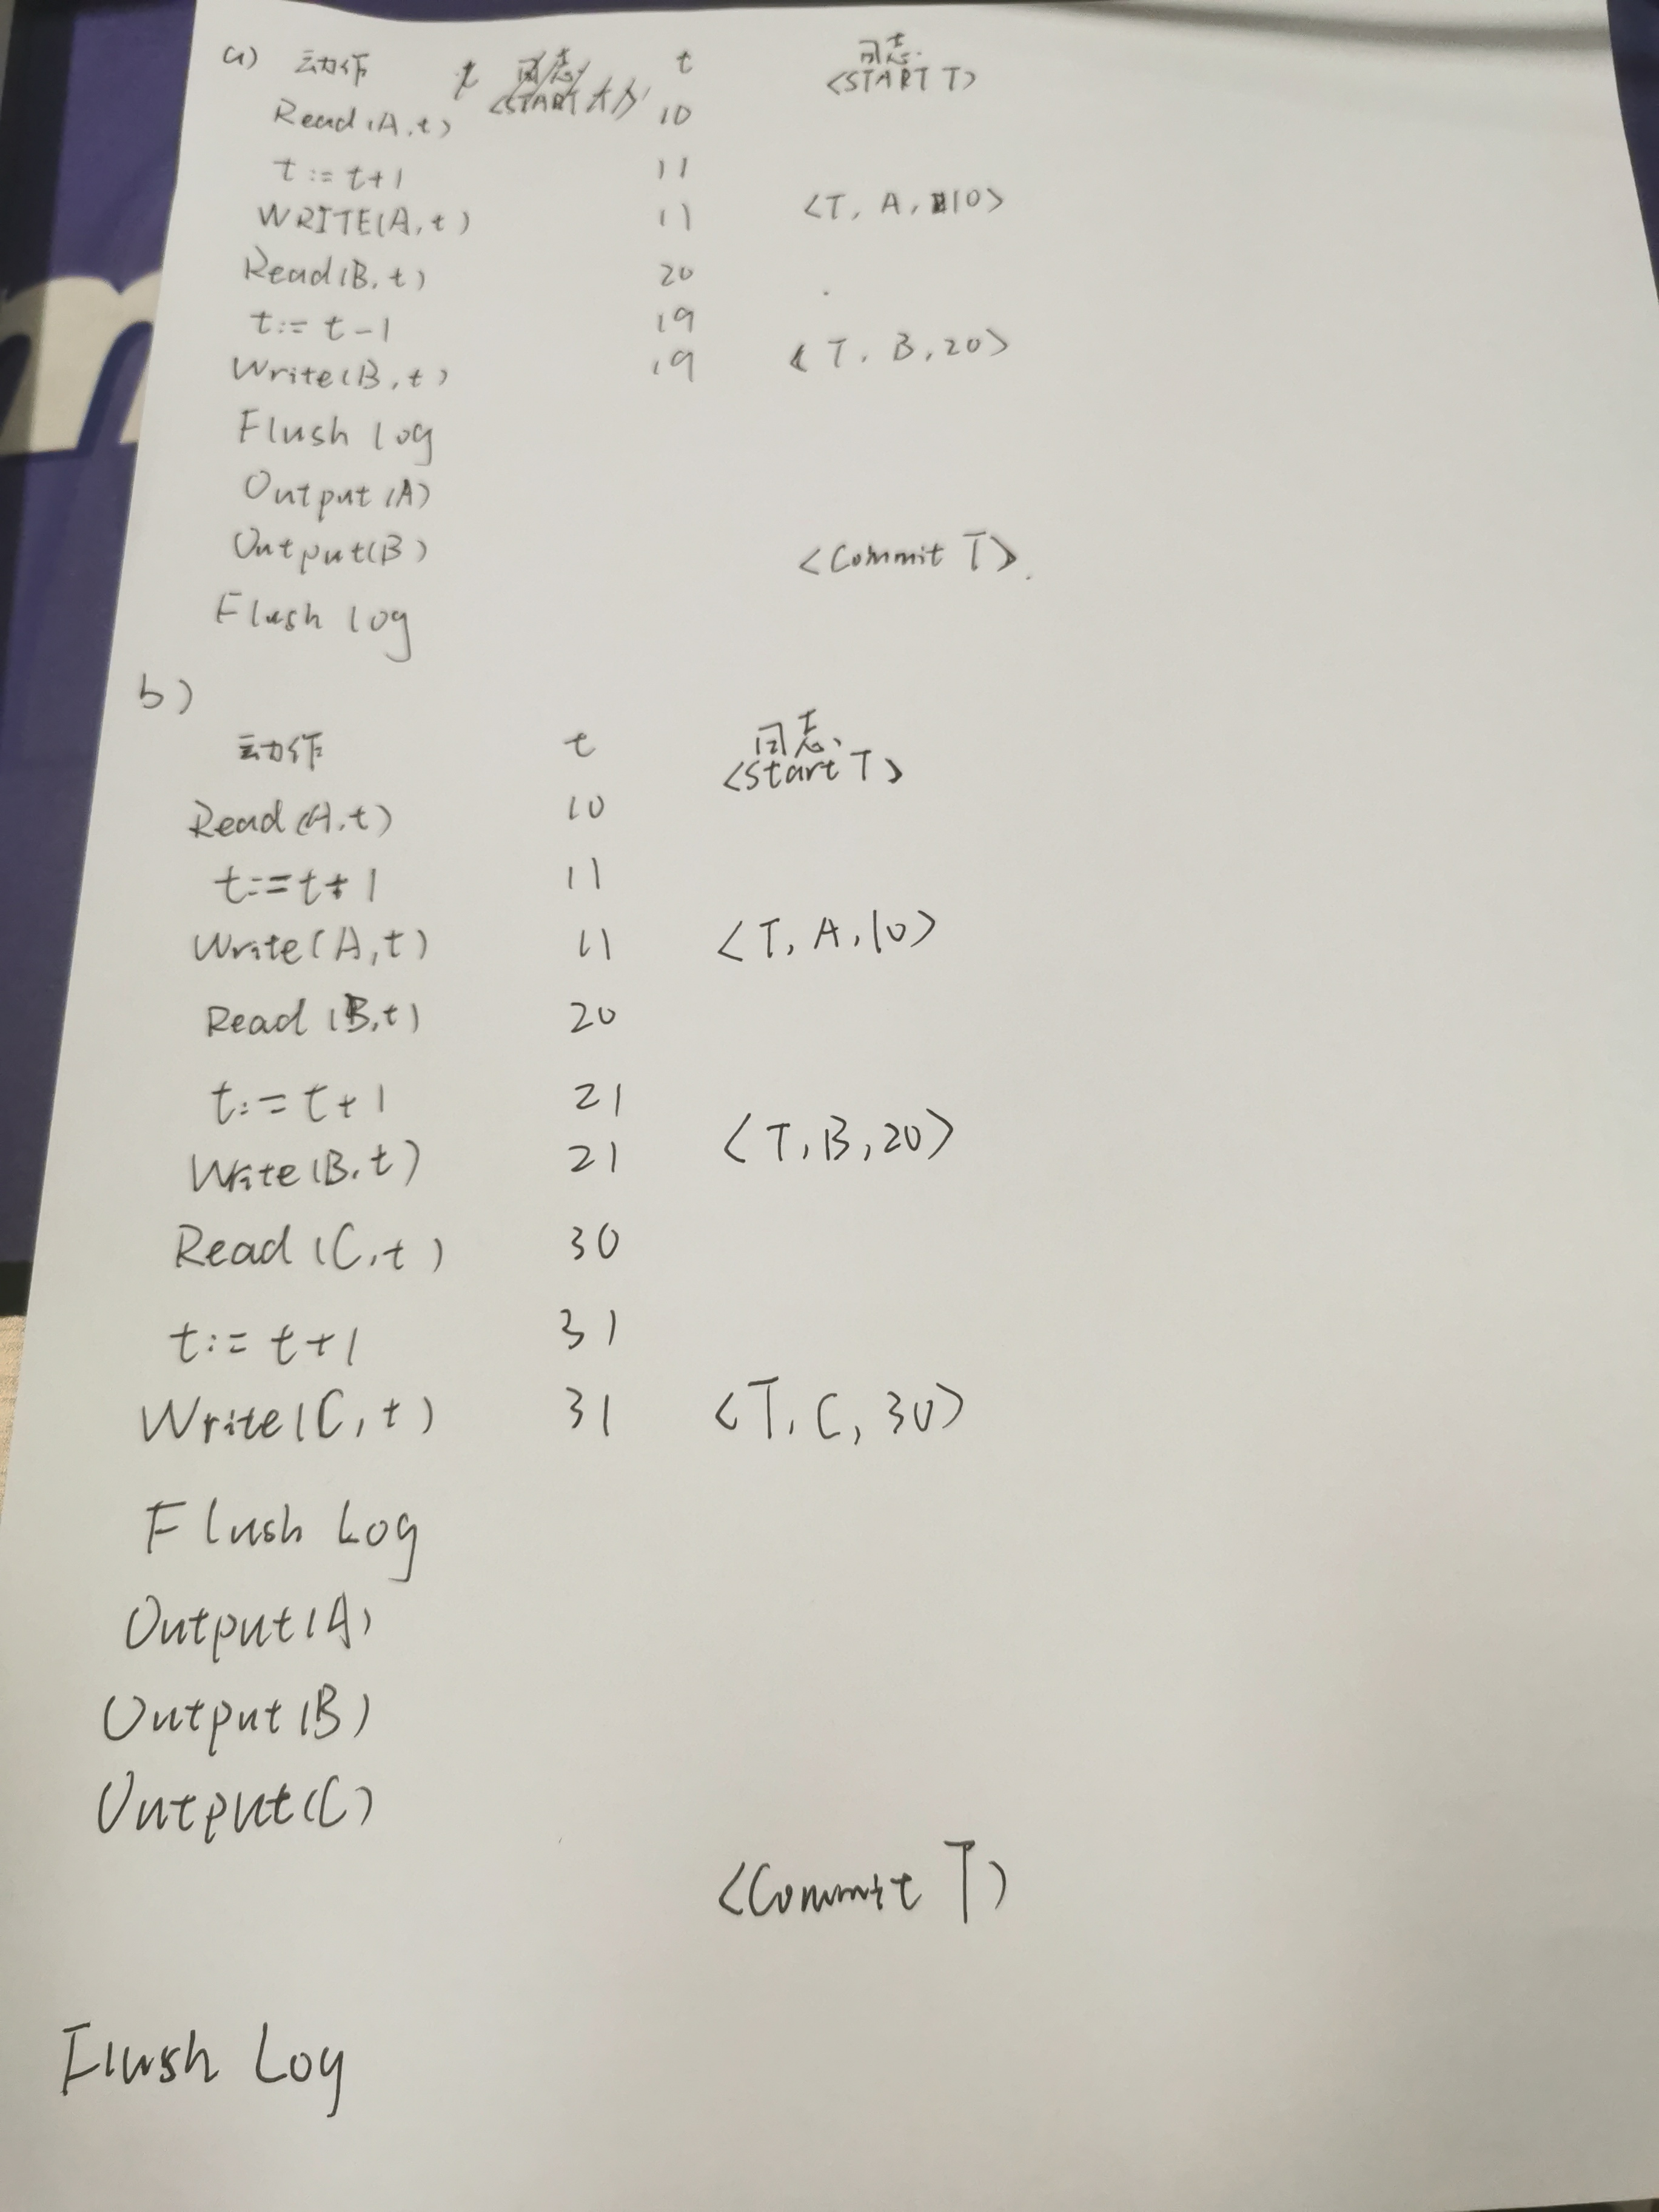 a) 动作 t 日志 t 日志
<START T>
Read(A,t) 10
t:=t+1 11
WRITE(A,t) 11 <T, A, 10>
Read(B,t) 20
t:=t-1 19
Write(B,t) 19 <T, B, 20>
Flush log
Output(A)
Output(B) <Commit T>
Flush log
b)
动作 t 日志
<Start T>
Read(A,t) 10
t:=t+1 11
Write(A,t) 11 <T, A, 10>
Read(B,t) 20
t:=t+1 21
Write(B,t) 21 <T, B, 20>
Read(C,t) 30
t:=t+1 31
Write(C,t) 31 <T, C, 30>
Flush Log
Output(A)
Output(B)
Output(C)
<Commit T>
Flush Log